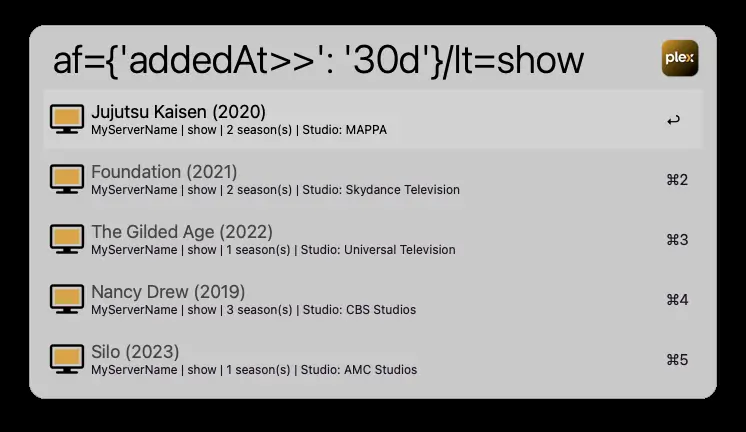 af={'addedAt>>': '30d'}/lt=show
plex
Jujutsu Kaisen (2020)
MyServerName | show | 2 season(s) | Studio: MAPPA
↩
Foundation (2021)
MyServerName | show | 2 season(s) | Studio: Skydance Television
⌘2
The Gilded Age (2022)
MyServerName | show | 1 season(s) | Studio: Universal Television
⌘3
Nancy Drew (2019)
MyServerName | show | 3 season(s) | Studio: CBS Studios
⌘4
Silo (2023)
MyServerName | show | 1 season(s) | Studio: AMC Studios
⌘5